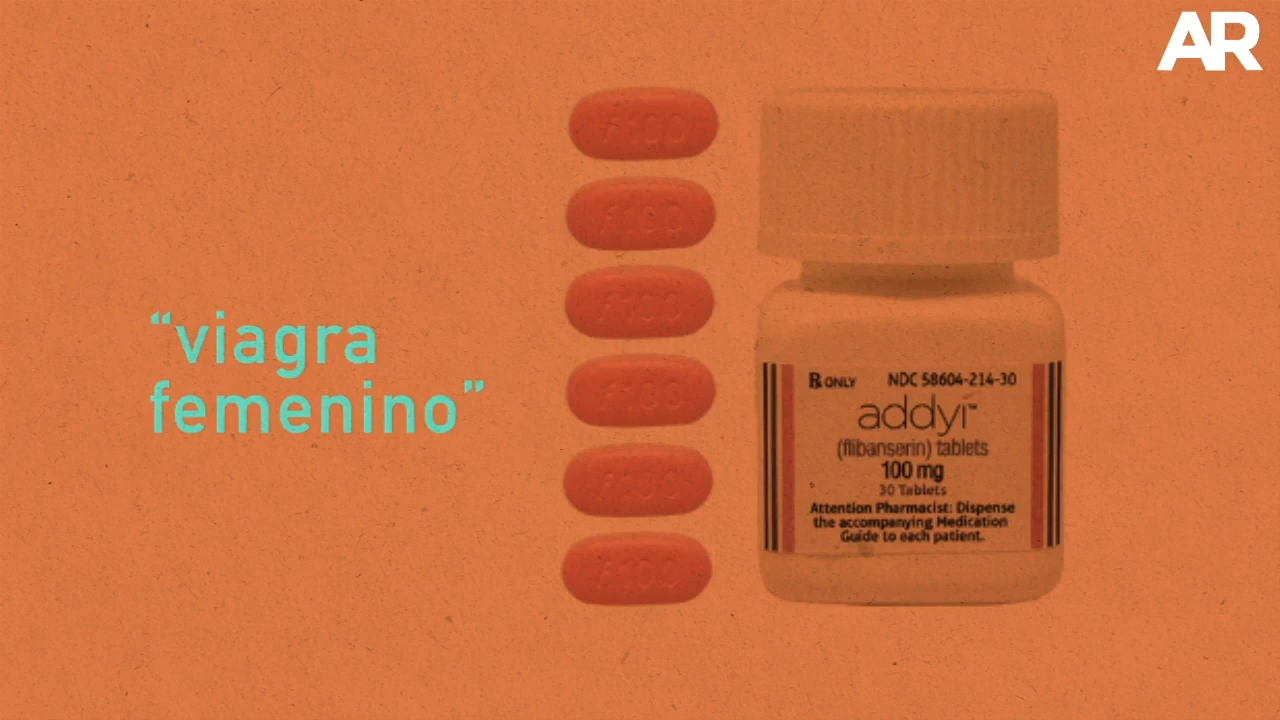 AR
“viagra
femenino”
f100
f100
f100
f100
f100
f100
℞ ONLY NDC 58604-214-30
addyi™
(flibanserin) tablets
100 mg
30 Tablets
Attention Pharmacist: Dispense
the accompanying Medication
Guide to each patient.